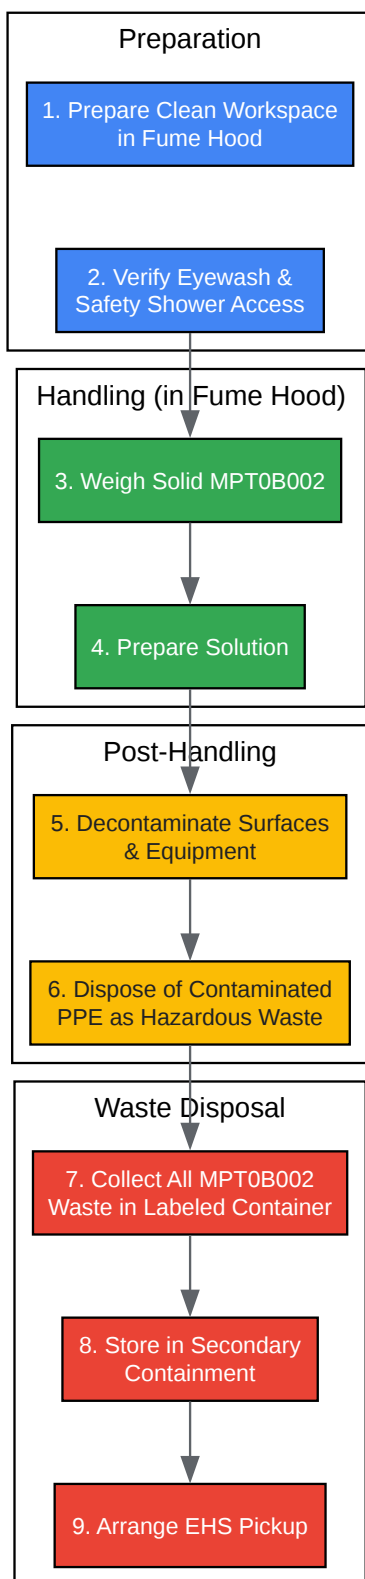 Preparation
1. Prepare Clean Workspace
in Fume Hood
2. Verify Eyewash &
Safety Shower Access
Handling (in Fume Hood)
3. Weigh Solid MPT0B002
4. Prepare Solution
Post-Handling
5. Decontaminate Surfaces
& Equipment
6. Dispose of Contaminated
PPE as Hazardous Waste
Waste Disposal
7. Collect All MPT0B002
Waste in Labeled Container
8. Store in Secondary
Containment
9. Arrange EHS Pickup